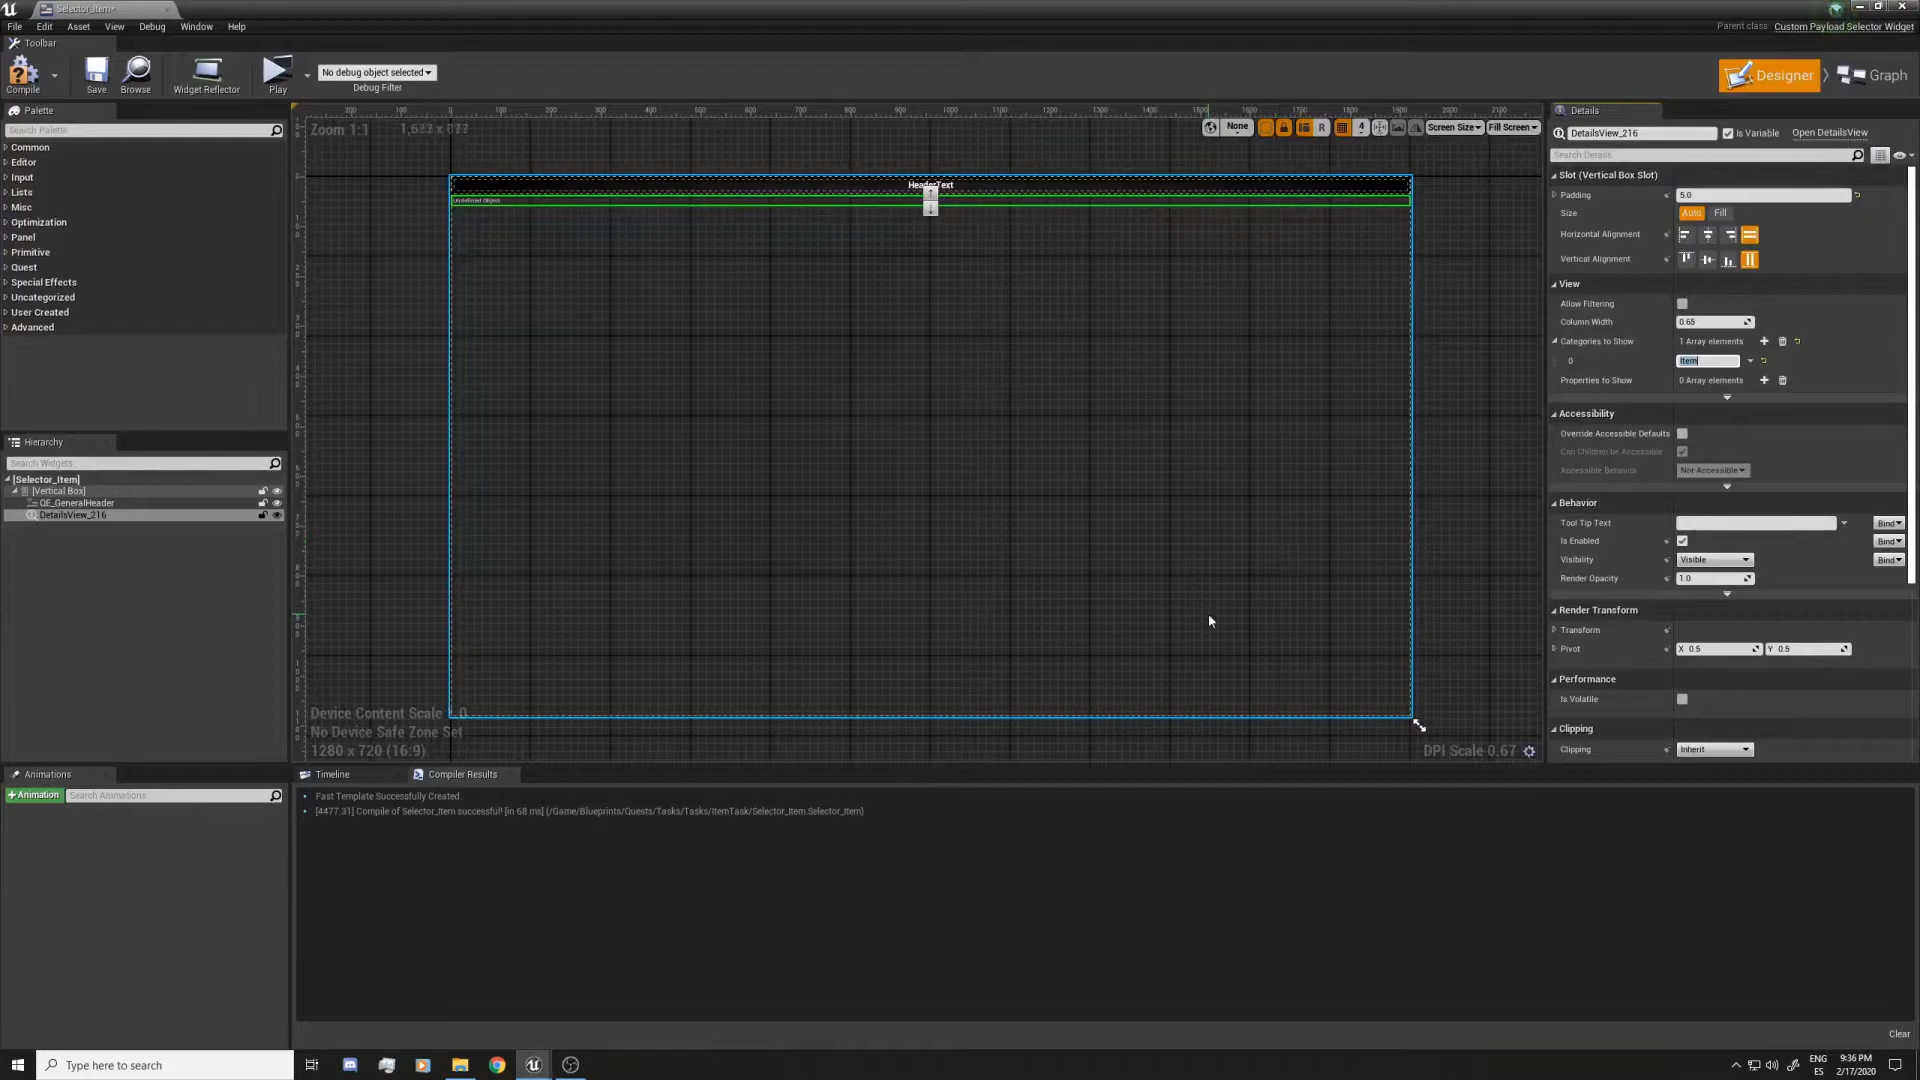 Selector_Item*
File Edit Asset View Debug Window Help
Parent class: Custom Payload Selector Widget
Toolbar
Compile Save Browse Widget Reflector Play
No debug object selected
Debug Filter
Designer Graph
Palette
Search Palette
Common
Editor
Input
Lists
Misc
Optimization
Panel
Primitive
Quest
Special Effects
Uncategorized
User Created
Advanced
Hierarchy
Search Widgets
[Selector_Item]
[Vertical Box]
QE_GeneralHeader
DetailsView_216
Animations
+Animation Search Animations
Zoom 1:1
None R 4 Screen Size Fill Screen
Undefined Object
Device Content Scale
No Device Safe Zone Set
1280 x 720 (16:9)
DPI Scale 0.67
Timeline Compiler Results
Fast Template Successfully Created.
[4477.31] Compile of Selector_Item successful! [in 68 ms] (/Game/Blueprints/Quests/Tasks/Tasks/ItemTask/Selector_Item.Selector_Item)
Clear
Details
DetailsView_216 Is Variable Open DetailsView
Search Details
Slot (Vertical Box Slot)
Padding 5.0
Size Auto Fill
Horizontal Alignment
Vertical Alignment
View
Allow Filtering
Column Width 0.65
Categories to Show 1 Array elements
0 Item
Properties to Show 0 Array elements
Accessibility
Override Accessible Defaults
Can Children be Accessible
Accessible Behavior Not Accessible
Behavior
Tool Tip Text Bind
Is Enabled Bind
Visibility Visible Bind
Render Opacity 1.0
Render Transform
Transform
Pivot X 0.5 Y 0.5
Performance
Is Volatile
Clipping
Clipping Inherit
Type here to search
ENG 9:36 PM
ES 2/17/2020